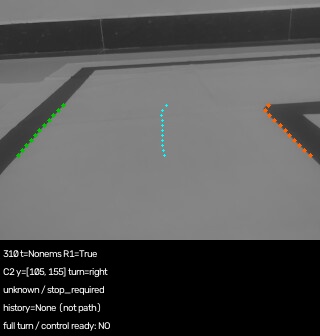 310 t=Nonems R1=True
C2 y=[105, 155] turn=right
unknown / stop_required
history=None (not path)
full turn / control ready: NO